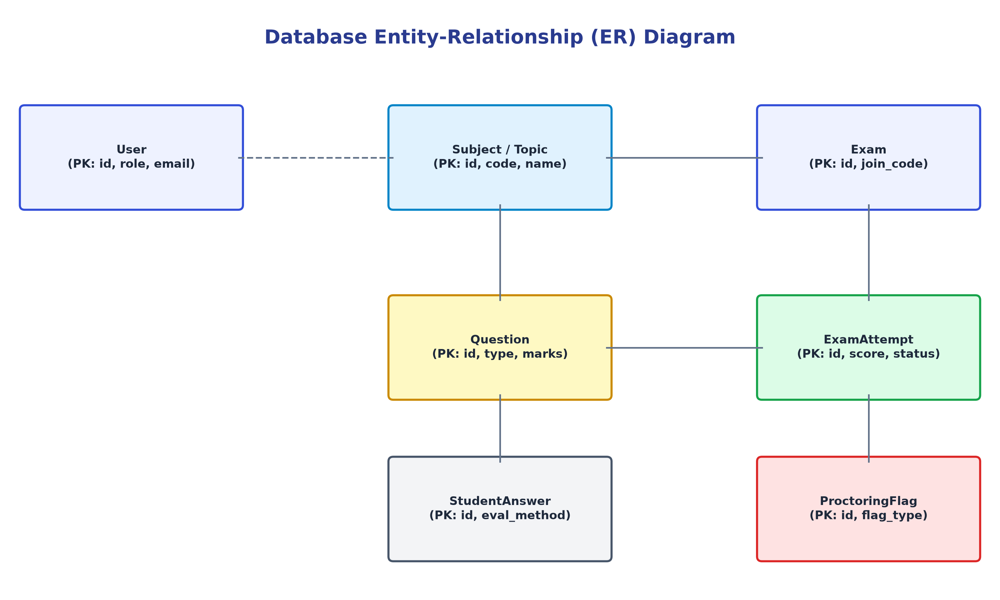 Database Entity-Relationship (ER) Diagram
User
(PK: id, role, email)
Subject / Topic
(PK: id, code, name)
Exam
(PK: id, join_code)
Question
(PK: id, type, marks)
ExamAttempt
(PK: id, score, status)
StudentAnswer
(PK: id, eval_method)
ProctoringFlag
(PK: id, flag_type)